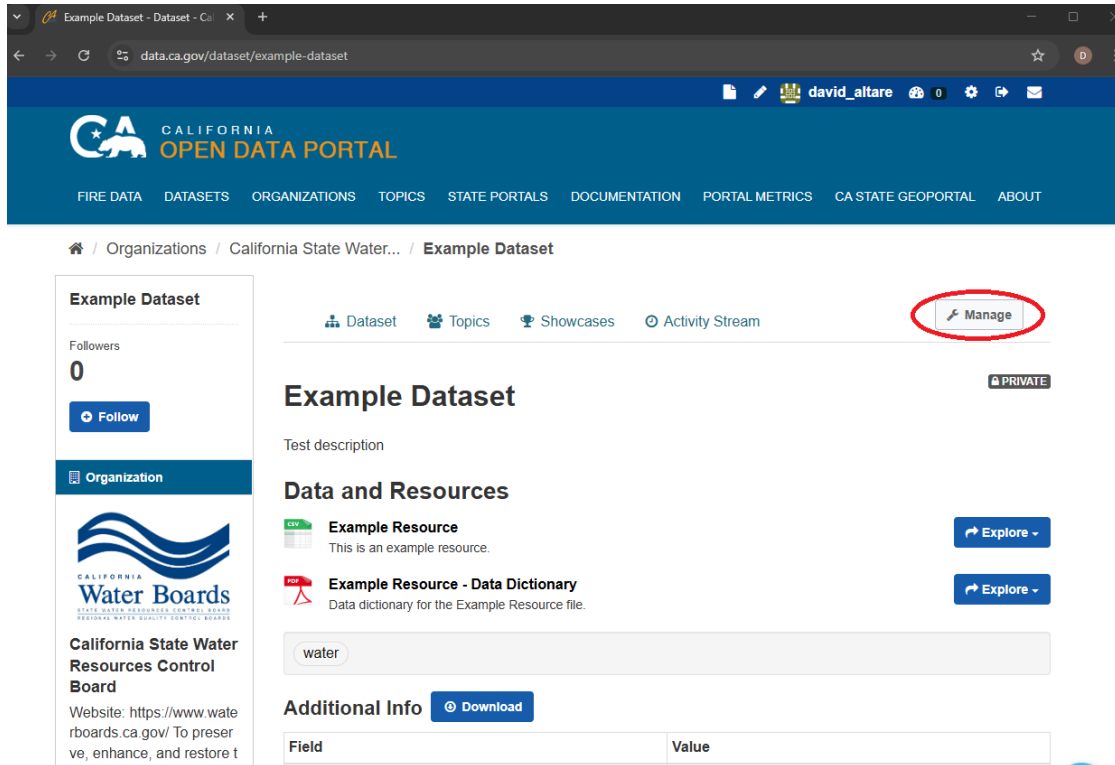 Example Dataset - Dataset - Cal
data.ca.gov/dataset/example-dataset
D
david_altare 0
CA
CALIFORNIA
OPEN DATA PORTAL
FIRE DATA DATASETS ORGANIZATIONS TOPICS STATE PORTALS DOCUMENTATION PORTAL METRICS CA STATE GEOPORTAL ABOUT
/ Organizations / California State Water... / Example Dataset
Example Dataset
Followers
0
Follow
Organization
CALIFORNIA
Water Boards
STATE WATER RESOURCES CONTROL BOARD
REGIONAL WATER QUALITY CONTROL BOARDS
California State Water
Resources Control
Board
Website: https://www.wate
rboards.ca.gov/ To preser
ve, enhance, and restore t
Dataset Topics Showcases Activity Stream
Manage
PRIVATE
Example Dataset
Test description
Data and Resources
CSV
Example Resource
This is an example resource.
Explore
PDF
Example Resource - Data Dictionary
Data dictionary for the Example Resource file.
Explore
water
Additional Info Download
Field Value